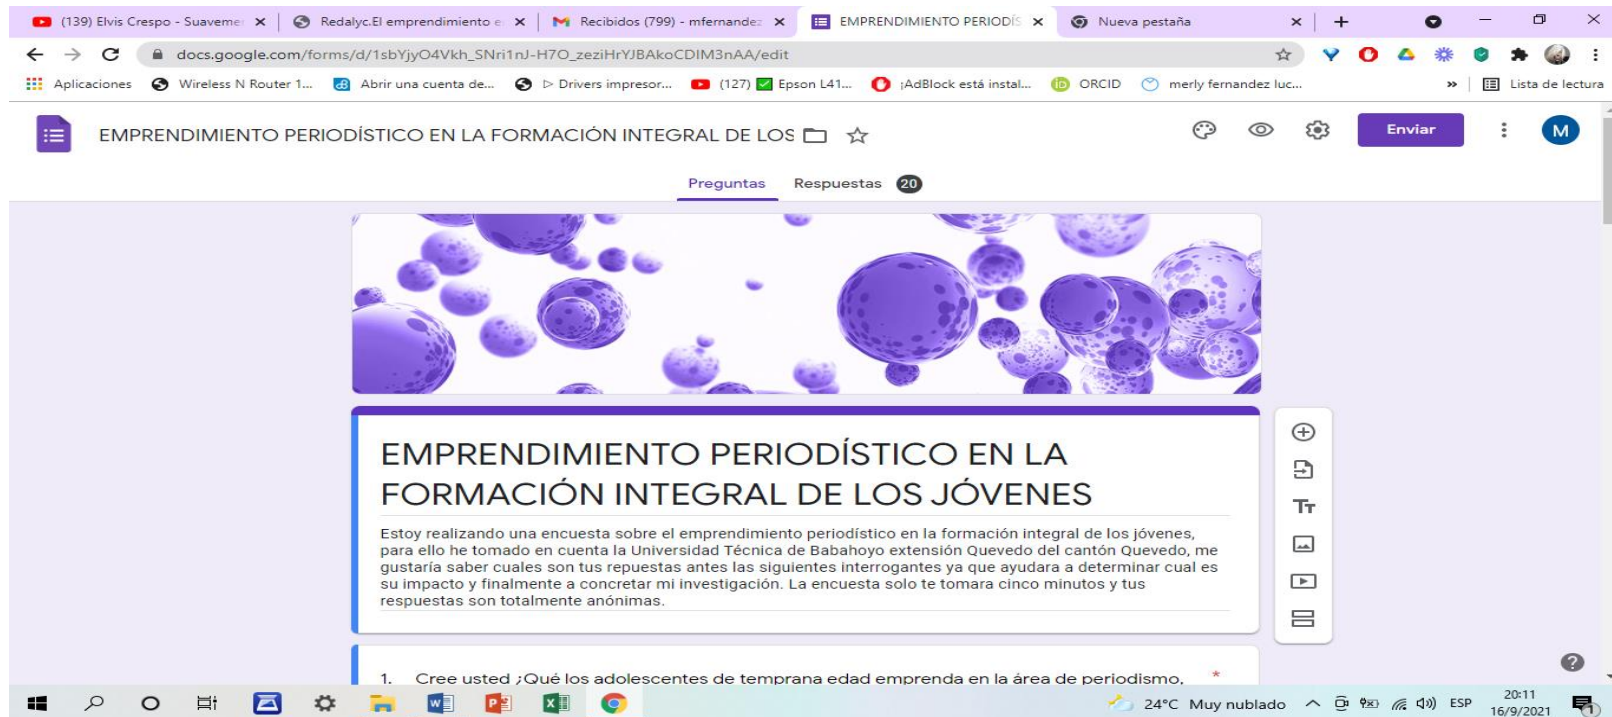 (139) Elvis Crespo - Suaveme
Redalyc.El emprendimiento e
Recibidos (799) - mfernandez
EMPRENDIMIENTO PERIODÍS
Nueva pestaña
docs.google.com/forms/d/1sbYjyO4Vkh_SNri1nJ-H7O_zeziHrYJBAkoCDIM3nAA/edit
Aplicaciones
Wireless N Router 1...
Abrir una cuenta de...
Drivers impresor...
(127) ✅ Epson L41...
¡AdBlock está instal...
ORCID
merly fernandez luc...
»
Lista de lectura
EMPRENDIMIENTO PERIODÍSTICO EN LA FORMACIÓN INTEGRAL DE LOS
Enviar
M
Preguntas
Respuestas 20
EMPRENDIMIENTO PERIODÍSTICO EN LA
FORMACIÓN INTEGRAL DE LOS JÓVENES
Estoy realizando una encuesta sobre el emprendimiento periodístico en la formación integral de los jóvenes,
para ello he tomado en cuenta la Universidad Técnica de Babahoyo extensión Quevedo del cantón Quevedo, me
gustaría saber cuales son tus repuestas antes las siguientes interrogantes ya que ayudara a determinar cual es
su impacto y finalmente a concretar mi investigación. La encuesta solo te tomara cinco minutos y tus
respuestas son totalmente anónimas.
Tт
1. Cree usted ¿Qué los adolescentes de temprana edad emprenda en la área de periodismo, *
24°C Muy nublado
ESP
20:11
16/9/2021
1